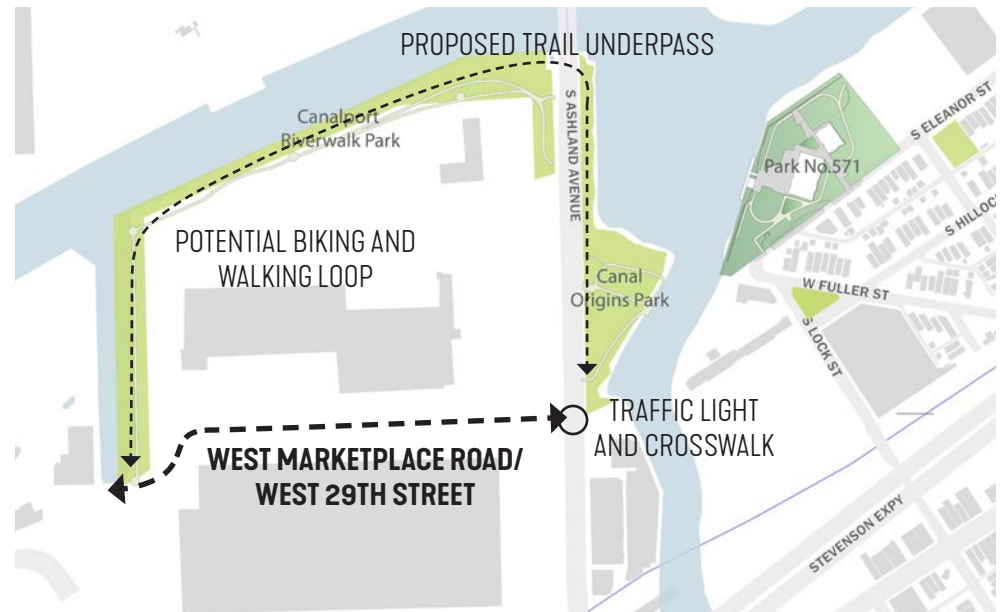 PROPOSED TRAIL UNDERPASS
S ASHLAND AVENUE
Canalport
Riverwalk Park
S ELEANOR ST
Park No.571
S HILLOCK
POTENTIAL BIKING AND
WALKING LOOP
Canal
Origins Park
W FULLER ST
S LOCK ST
TRAFFIC LIGHT
AND CROSSWALK
WEST MARKETPLACE ROAD/
WEST 29TH STREET
STEVENSON EXPY